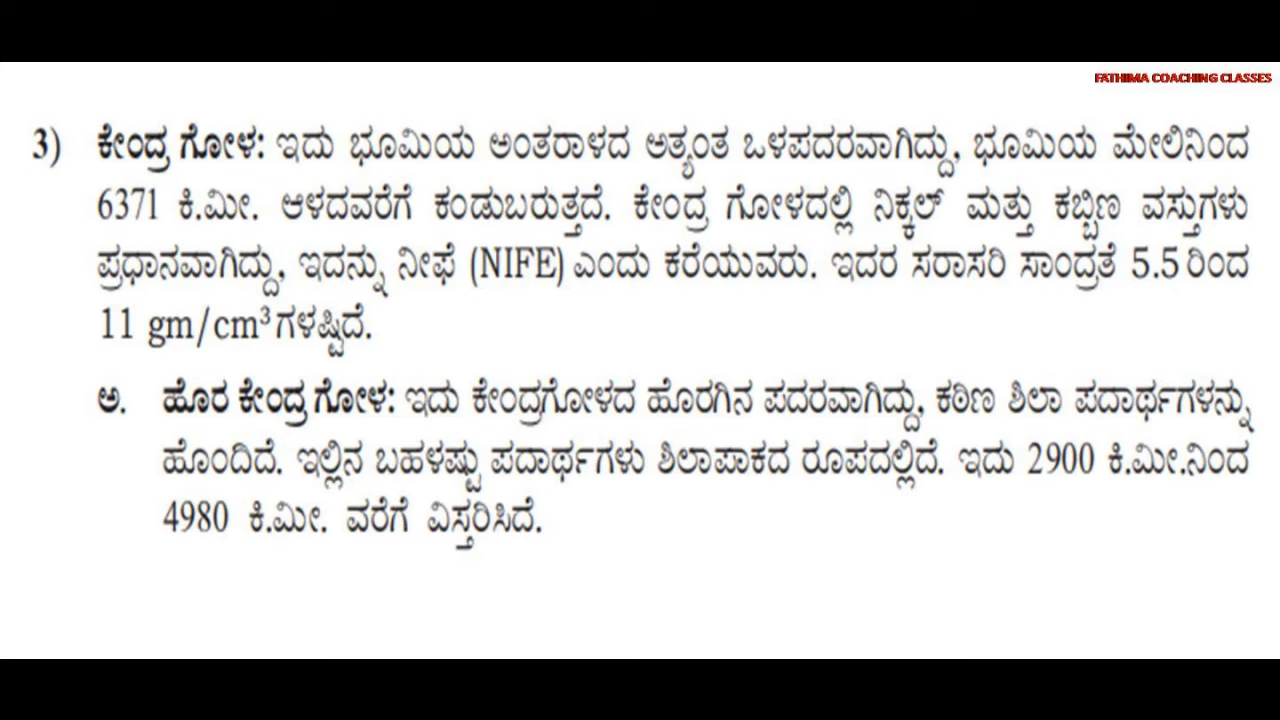 FATHIMA COACHING CLASSES
3) ಕೇಂದ್ರ ಗೋಳ: ಇದು ಭೂಮಿಯ ಅಂತರಾಳದ ಅತ್ಯಂತ ಒಳಪದರವಾಗಿದ್ದು, ಭೂಮಿಯ ಮೇಲಿನಿಂದ
6371 ಕಿ.ಮೀ. ಆಳದವರೆಗೆ ಕಂಡುಬರುತ್ತದೆ. ಕೇಂದ್ರ ಗೋಳದಲ್ಲಿ ನಿಕ್ಕಲ್ ಮತ್ತು ಕಬ್ಬಿಣ ವಸ್ತುಗಳು
ಪ್ರಧಾನವಾಗಿದ್ದು, ಇದನ್ನು ನೀಫೆ (NIFE) ಎಂದು ಕರೆಯುವರು. ಇದರ ಸರಾಸರಿ ಸಾಂದ್ರತೆ 5.5 ರಿಂದ
11 gm/cm³ ಗಳಷ್ಟಿದೆ.
ಅ. ಹೊರ ಕೇಂದ್ರ ಗೋಳ: ಇದು ಕೇಂದ್ರಗೋಳದ ಹೊರಗಿನ ಪದರವಾಗಿದ್ದು, ಕಠಿಣ ಶಿಲಾ ಪದಾರ್ಥಗಳನ್ನು
ಹೊಂದಿದೆ. ಇಲ್ಲಿನ ಬಹಳಷ್ಟು ಪದಾರ್ಥಗಳು ಶಿಲಾಪಾಕದ ರೂಪದಲ್ಲಿದೆ. ಇದು 2900 ಕಿ.ಮೀ.ನಿಂದ
4980 ಕಿ.ಮೀ. ವರೆಗೆ ವಿಸ್ತರಿಸಿದೆ.